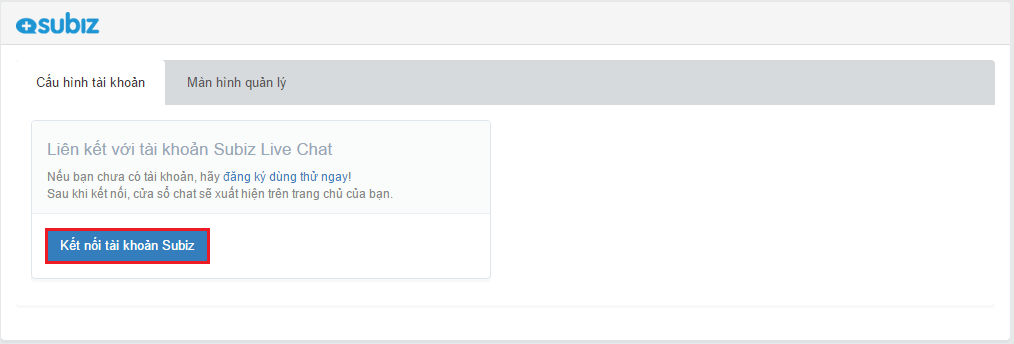 subiz
Cấu hình tài khoản
Màn hình quản lý
Liên kết với tài khoản Subiz Live Chat
Nếu bạn chưa có tài khoản, hãy đăng ký dùng thử ngay!
Sau khi kết nối, cửa sổ chat sẽ xuất hiện trên trang chủ của bạn.
Kết nối tài khoản Subiz